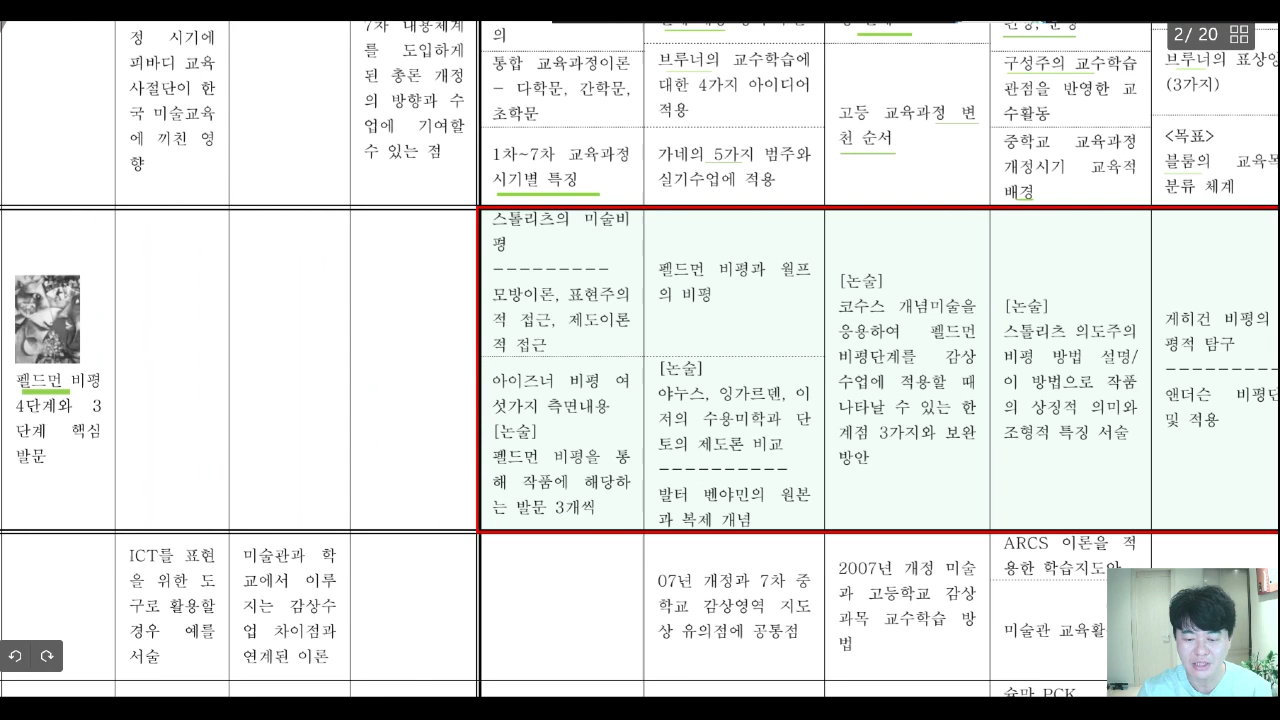 2/ 20
정 시기에
피바디 교육
사절단이 한
국 미술교육
에 끼친 영
향
7차 내용체계
를 도입하게
된 총론 개정
의 방향과 수
업에 기여할
수 있는 점
의
통합 교육과정이론
– 다학문, 간학문,
초학문
1차~7차 교육과정
시기별 특징
브루너의 교수학습에
대한 4가지 아이디어
적용
가네의 5가지 범주와
실기수업에 적용
고등 교육과정 변
천 순서
구성주의 교수학습
관점을 반영한 교
수활동
중학교 교육과정
개정시기 교육적
배경
브루너의 표상양
(3가지)
<목표>
블룸의 교육목
분류 체계
펠드먼 비평
4단계와 3
단계 핵심
발문
스톨리츠의 미술비
평
---------
모방이론, 표현주의
적 접근, 제도이론
적 접근
아이즈너 비평 여
섯가지 측면내용
[논술]
펠드먼 비평을 통
해 작품에 해당하
는 발문 3개씩
펠드먼 비평과 월프
의 비평
[논술]
야누스, 잉가르덴, 이
저의 수용미학과 단
토의 제도론 비교
----------
발터 벤야민의 원본
과 복제 개념
[논술]
코수스 개념미술을
응용하여 펠드먼
비평단계를 감상
수업에 적용할 때
나타날 수 있는 한
계점 3가지와 보완
방안
[논술]
스톨리츠 의도주의
비평 방법 설명/
이 방법으로 작품
의 상징적 의미와
조형적 특징 서술
게히건 비평의
평적 탐구
---------
앤더슨 비평단
및 적용
ICT를 표현
을 위한 도
구로 활용할
경우 예를
서술
미술관과 학
교에서 이루
지는 감상수
업 차이점과
연계된 이론
07년 개정과 7차 중
학교 감상영역 지도
상 유의점에 공통점
2007년 개정 미술
과 고등학교 감상
과목 교수학습 방
법
ARCS 이론을 적
용한 학습지도안
미술관 교육활
슐만 PCK